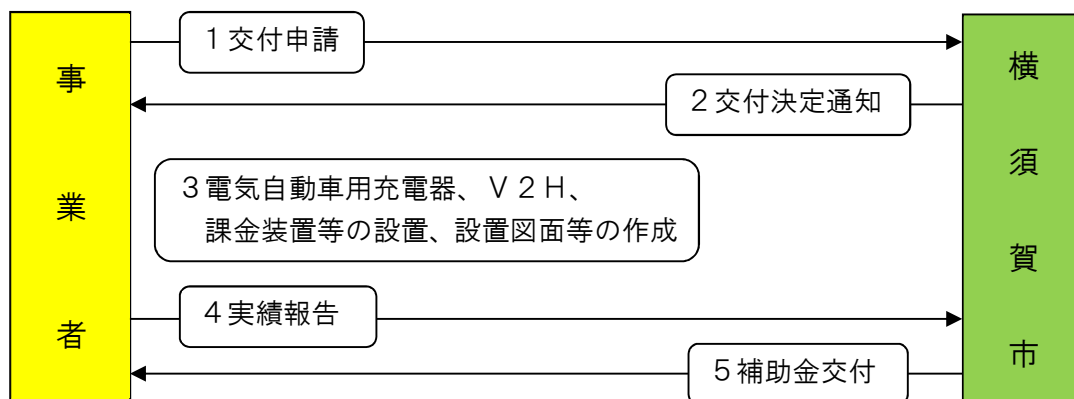 事業者
１交付申請
２交付決定通知
３電気自動車用充電器、Ｖ２Ｈ、
課金装置等の設置、設置図面等の作成
４実績報告
５補助金交付
横須賀市